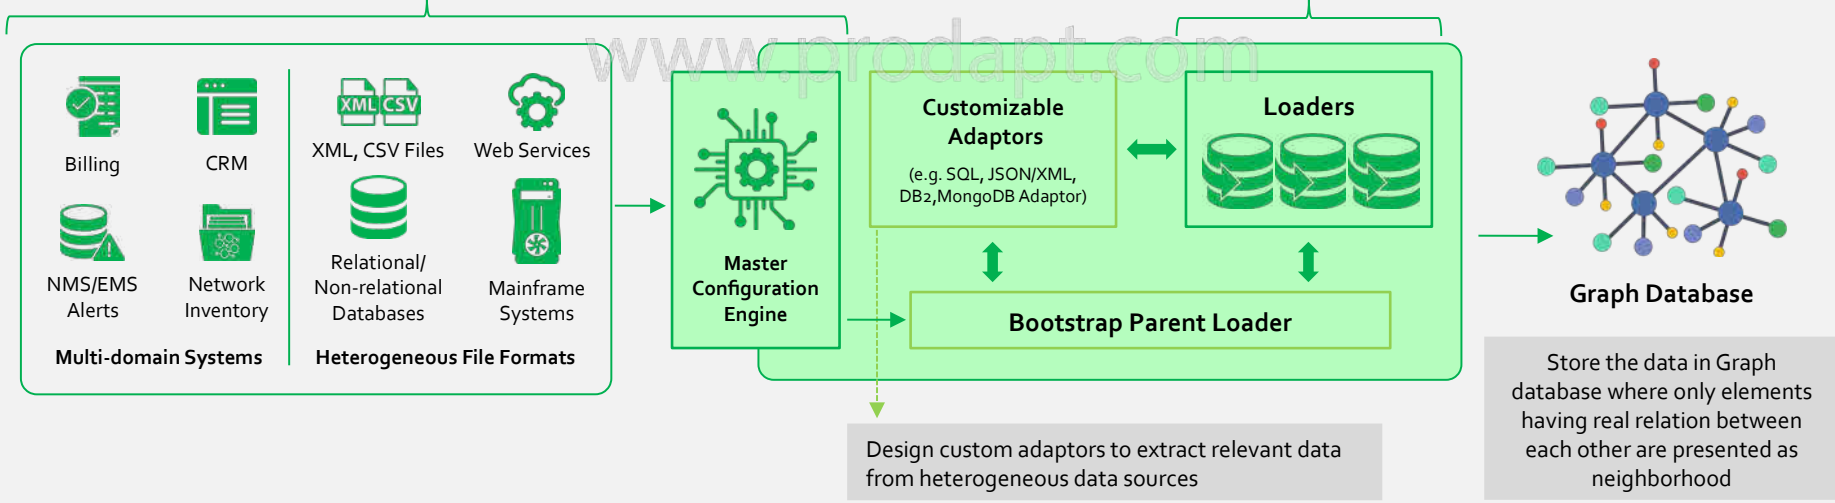 www.prodapt.com
Billing
CRM
NMS/EMS
Alerts
Network
Inventory
Multi-domain Systems
XML
CSV
XML, CSV Files
Web Services
Relational/
Non-relational
Databases
Mainframe
Systems
Heterogeneous File Formats
Master
Configuration
Engine
Customizable
Adaptors
(e.g. SQL, JSON/XML,
DB2,MongoDB Adaptor)
Loaders
Bootstrap Parent Loader
Design custom adaptors to extract relevant data
from heterogeneous data sources
Graph Database
Store the data in Graph
database where only elements
having real relation between
each other are presented as
neighborhood